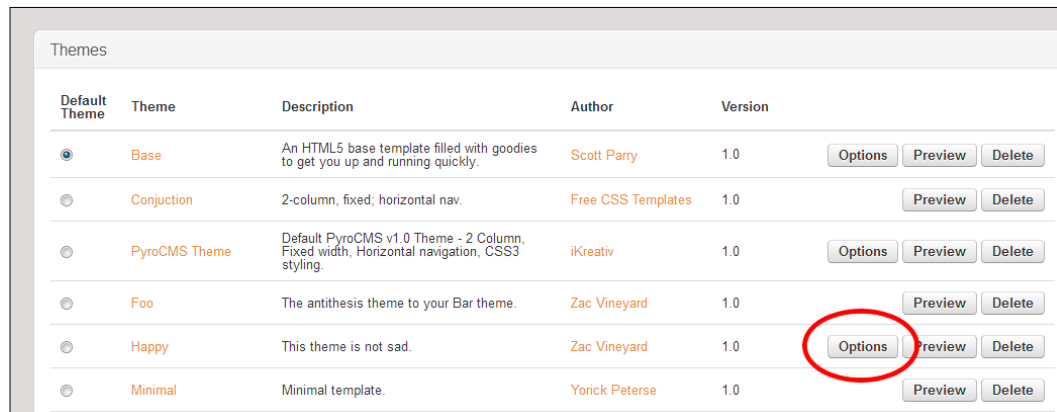 Themes
Default Theme Description Author Version
Theme
Base An HTML5 base template filled with goodies Scott Parry 1.0 Options Preview Delete
to get you up and running quickly.
Conjuction 2-column, fixed; horizontal nav. Free CSS Templates 1.0 Preview Delete
Default PyroCMS v1.0 Theme - 2 Column,
PyroCMS Theme Fixed width, Horizontal navigation, CSS3 iKreativ 1.0 Options Preview Delete
styling.
Foo The antithesis theme to your Bar theme. Zac Vineyard 1.0 Preview Delete
Happy This theme is not sad. Zac Vineyard 1.0 Options Preview Delete
Minimal Minimal template. Yorick Peterse 1.0 Preview Delete